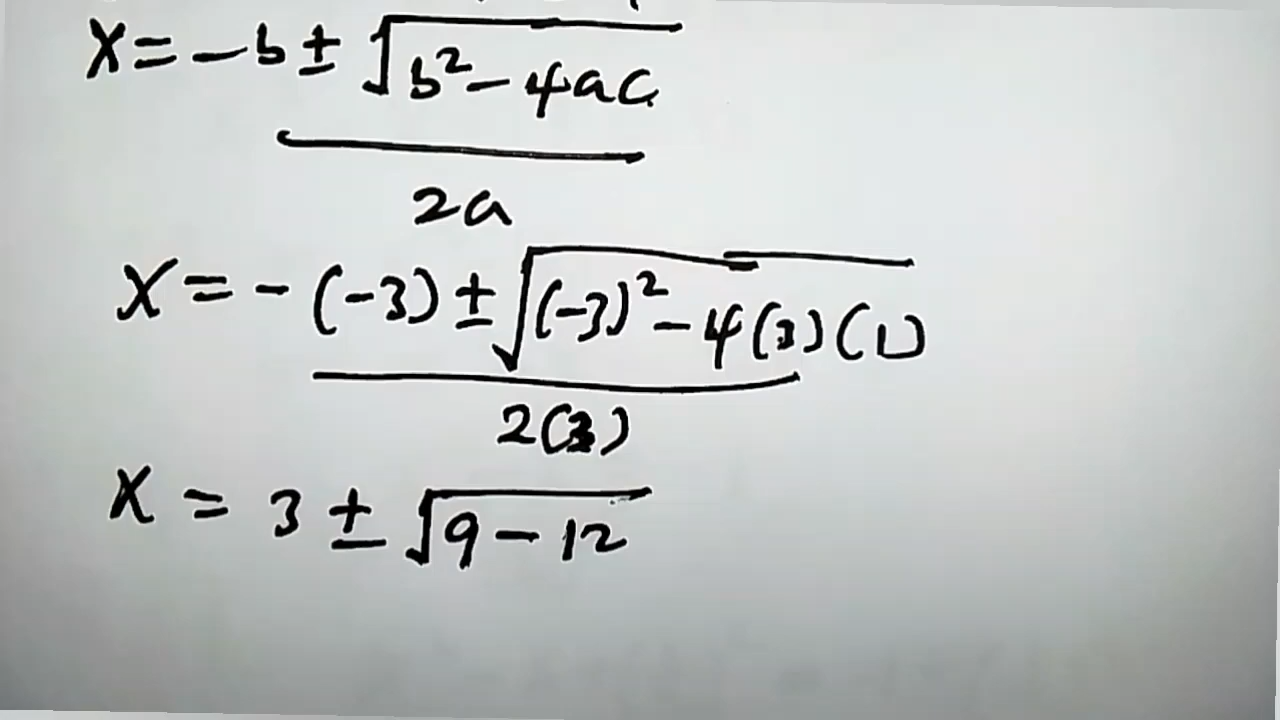 X = -b ± √b² - 4ac
2a
X = - (-3) ± √(-3)² - 4(3)(1)
2(3)
X = 3 ± √9 - 12